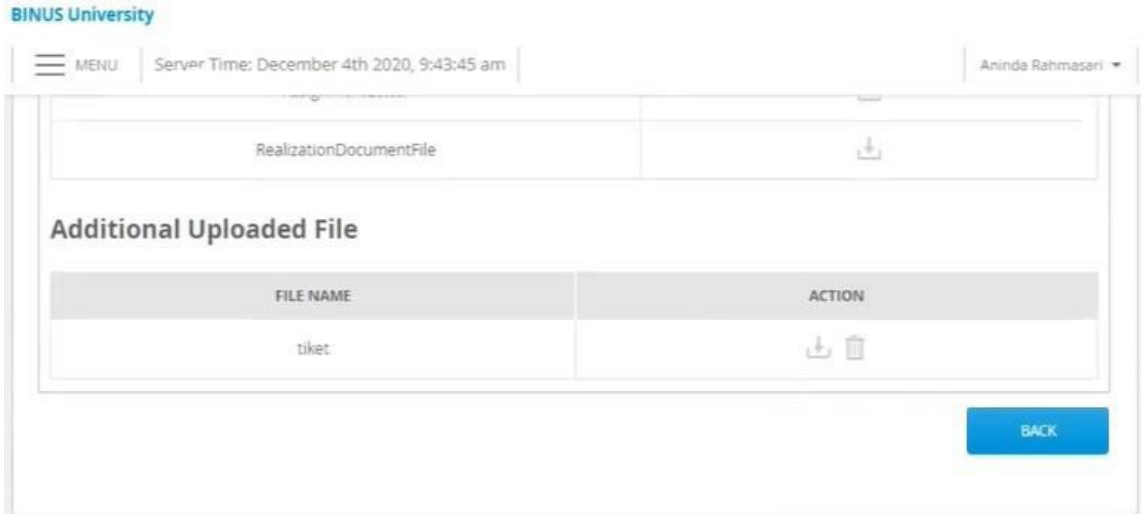 BINUS University
MENU Server Time: December 4th 2020, 9:43:45 am Aninda Rahmasari
RealizationDocumentFile
Additional Uploaded File
FILE NAME ACTION
tiket
BACK